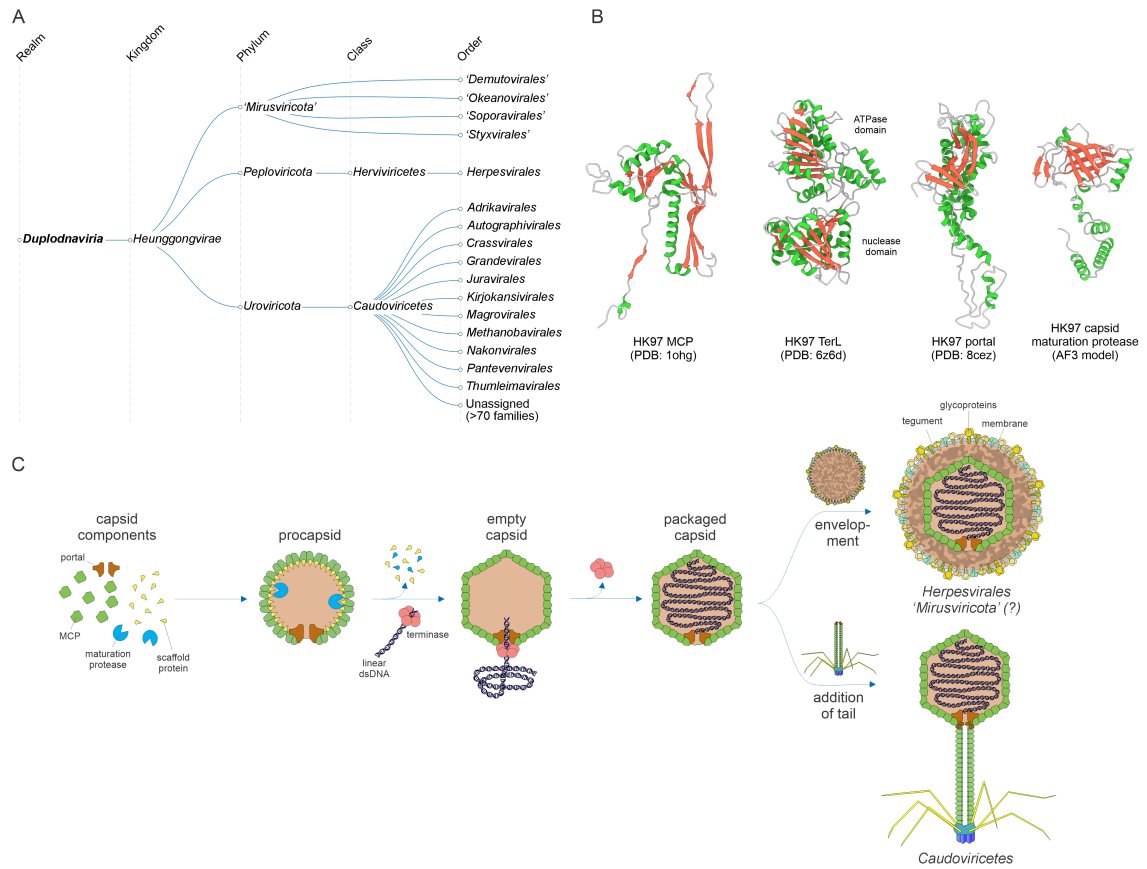 A
Realm
Kingdom
Phylum
Class
Order
Duplodnaviria
Heunggongvirae
'Mirusviricota'
Peploviricota
Uroviricota
Herviviricetes
Caudoviricetes
'Demutovirales'
'Okeanovirales'
'Soporavirales'
'Styxvirales'
Herpesvirales
Adrikavirales
Autographivirales
Crassvirales
Grandevirales
Juravirales
Kirjokansivirales
Magrovirales
Methanobavirales
Nakonvirales
Pantevenvirales
Thumleimavirales
Unassigned
(>70 families)
B
ATPase
domain
nuclease
domain
HK97 MCP
(PDB: 1ohg)
HK97 TerL
(PDB: 6z6d)
HK97 portal
(PDB: 8cez)
HK97 capsid
maturation protease
(AF3 model)
C
capsid
components
portal
MCP
maturation
protease
scaffold
protein
procapsid
terminase
linear
dsDNA
empty
capsid
packaged
capsid
envelop-
ment
glycoproteins
tegument
membrane
Herpesvirales
'Mirusviricota' (?)
addition
of tail
Caudoviricetes